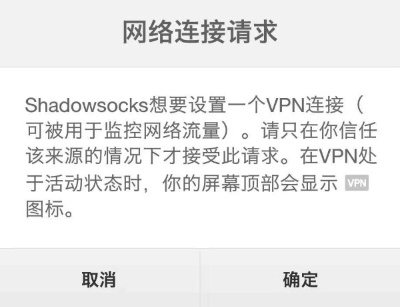 网络连接请求
Shadowsocks想要设置一个VPN连接（
可被用于监控网络流量）。请只在你信任
该来源的情况下才接受此请求。在VPN处
于活动状态时，你的屏幕顶部会显示 VPN
图标。
取消 确定